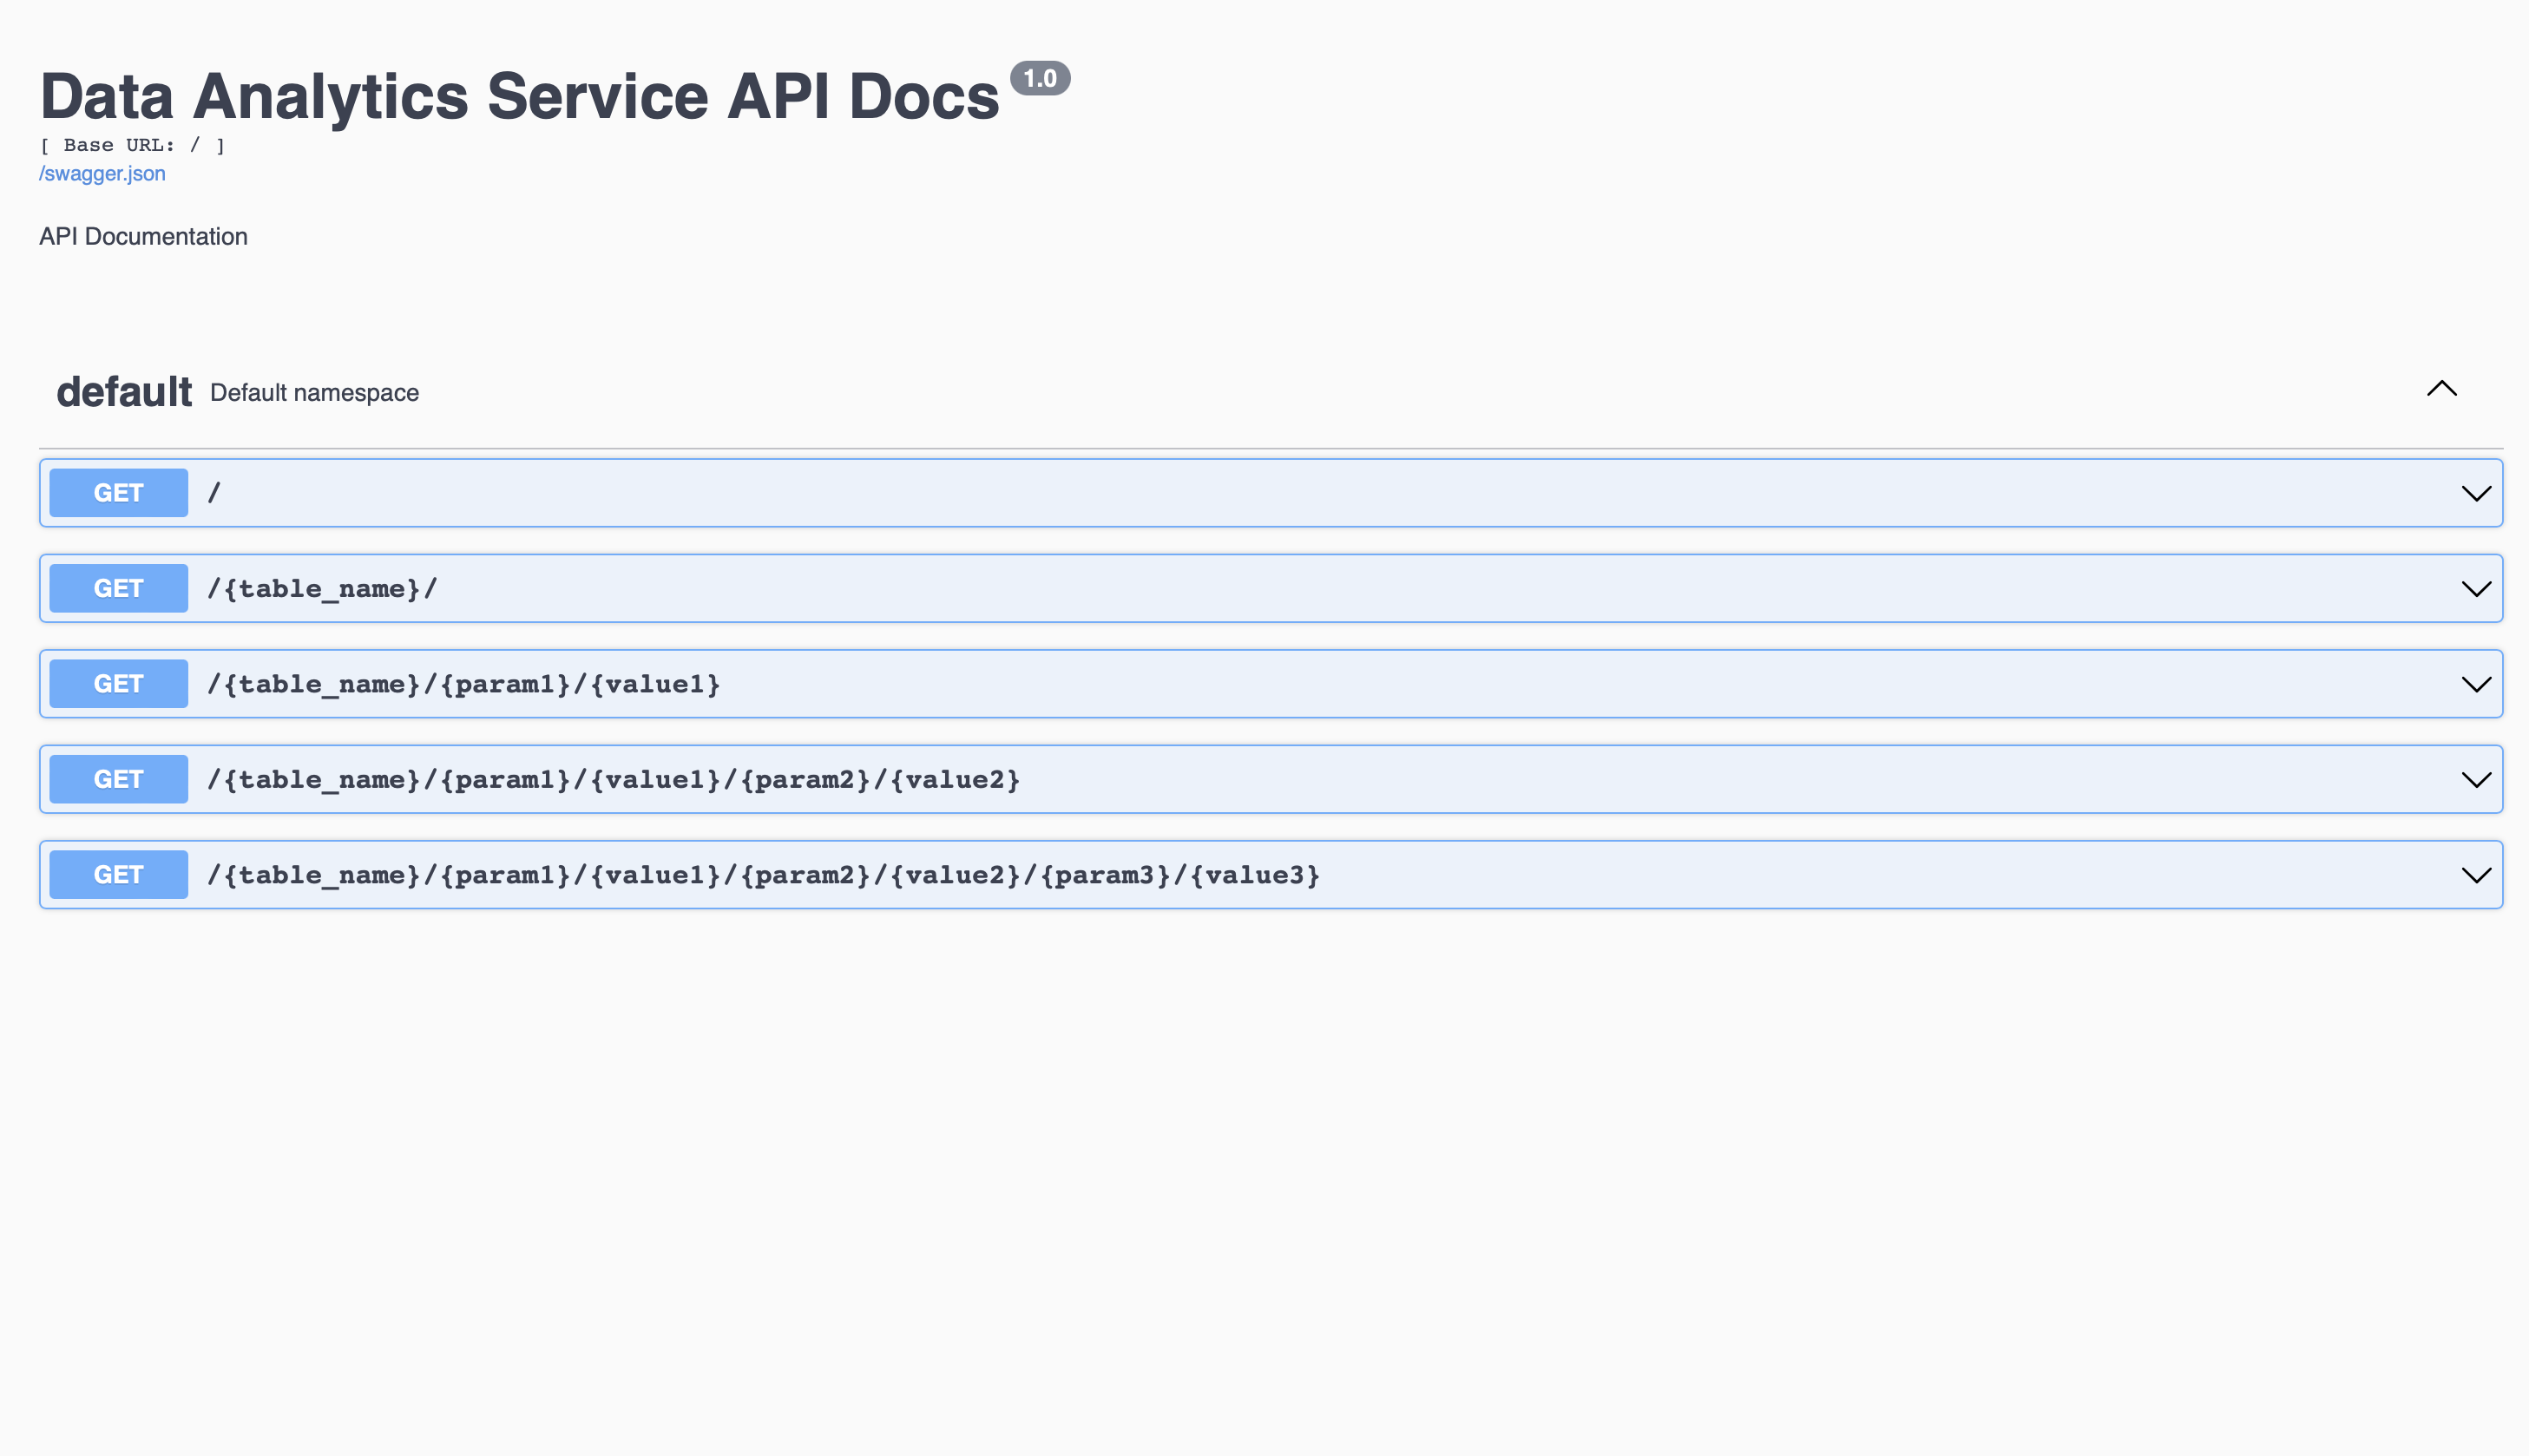 Data Analytics Service API Docs 1.0
[ Base URL: / ]
/swagger.json
API Documentation
default Default namespace
GET /
GET /{table_name}/
GET /{table_name}/{param1}/{value1}
GET /{table_name}/{param1}/{value1}/{param2}/{value2}
GET /{table_name}/{param1}/{value1}/{param2}/{value2}/{param3}/{value3}